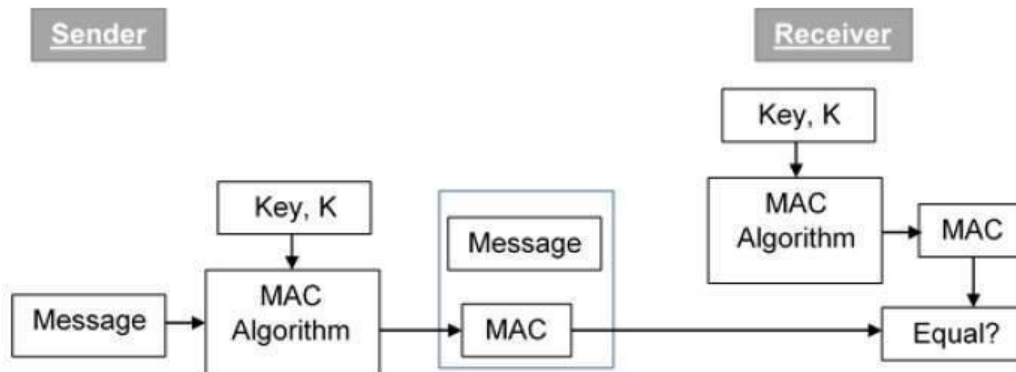 Sender
Receiver
Key, K
MAC
Algorithm
MAC
Key, K
Message
Message
MAC
Algorithm
MAC
Equal?